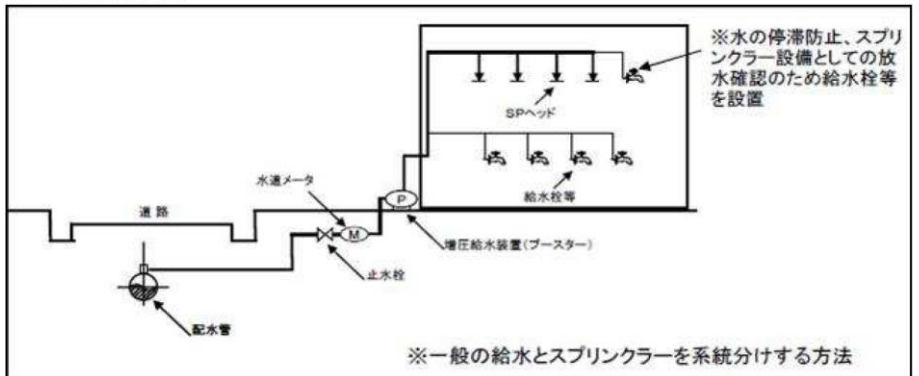 ※水の停滞防止、スプリ
ンクラー設備としての放
水確認のため給水栓等
を設置
SPヘッド
給水栓等
水道メータ
P
道路
増圧給水装置(ブースター)
M
止水栓
配水管
※一般の給水とスプリンクラーを系統分けする方法